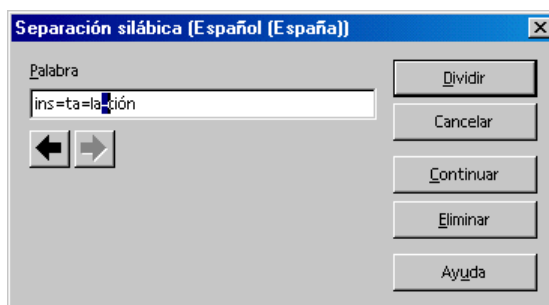 Separación silábica (Español (España))
Palabra
ins=ta=la-ción
Dividir
Cancelar
Continuar
Eliminar
Ayuda